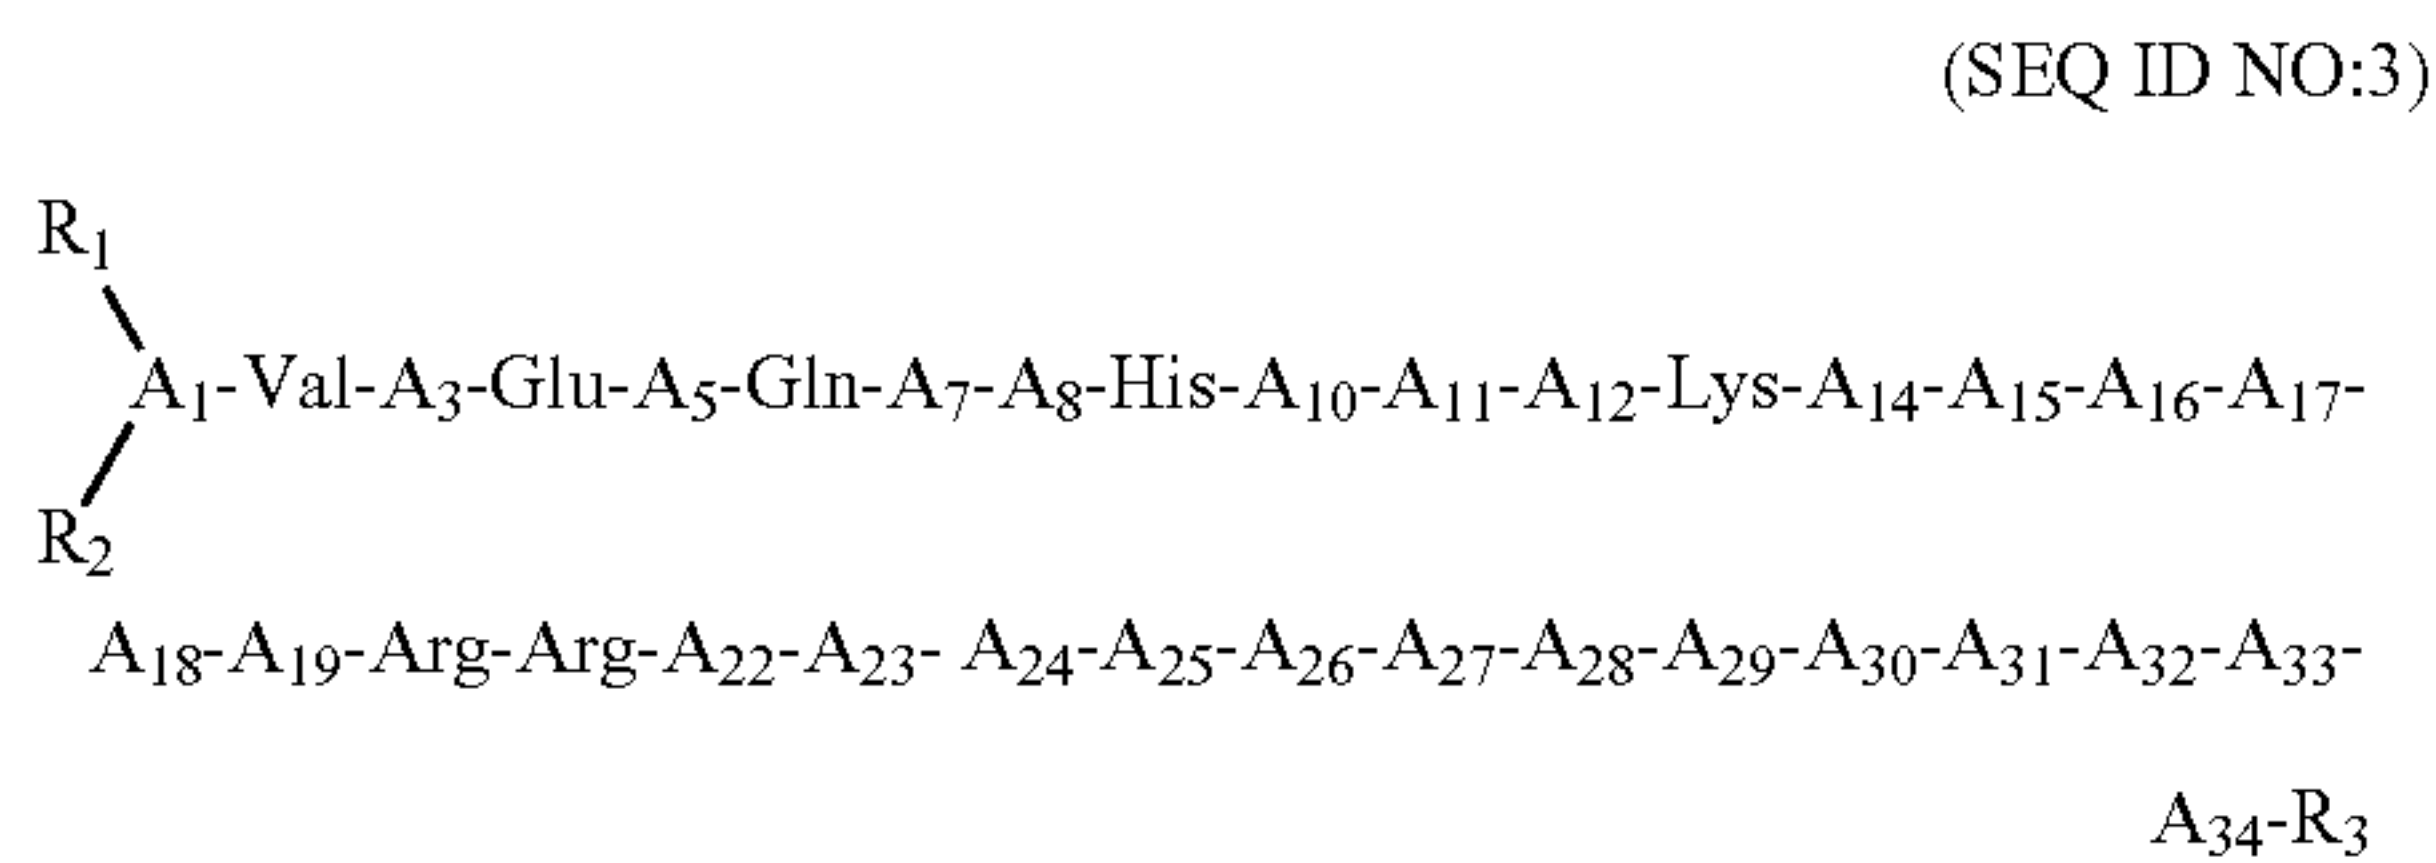 (SEQ ID NO:3)
R₁
A₁-Val-A₃-Glu-A₅-Gln-A₇-A₈-His-A₁₀-A₁₁-A₁₂-Lys-A₁₄-A₁₅-A₁₆-A₁₇-
R₂
A₁₈-A₁₉-Arg-Arg-A₂₂-A₂₃- A₂₄-A₂₅-A₂₆-A₂₇-A₂₈-A₂₉-A₃₀-A₃₁-A₃₂-A₃₃-
A₃₄-R₃